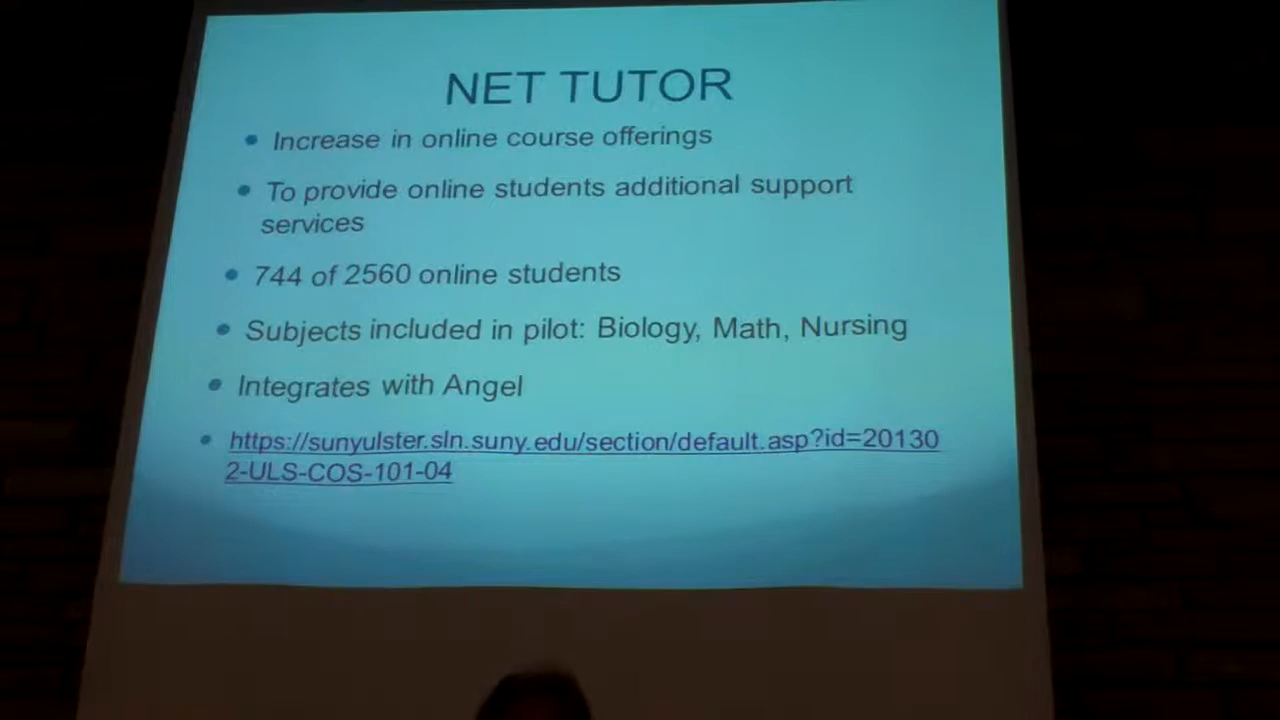 NET TUTOR
• Increase in online course offerings
• To provide online students additional support
services
• 744 of 2560 online students
• Subjects included in pilot: Biology, Math, Nursing
• Integrates with Angel
• https://sunyulster.sln.suny.edu/section/default.asp?id=20130
2-ULS-COS-101-04